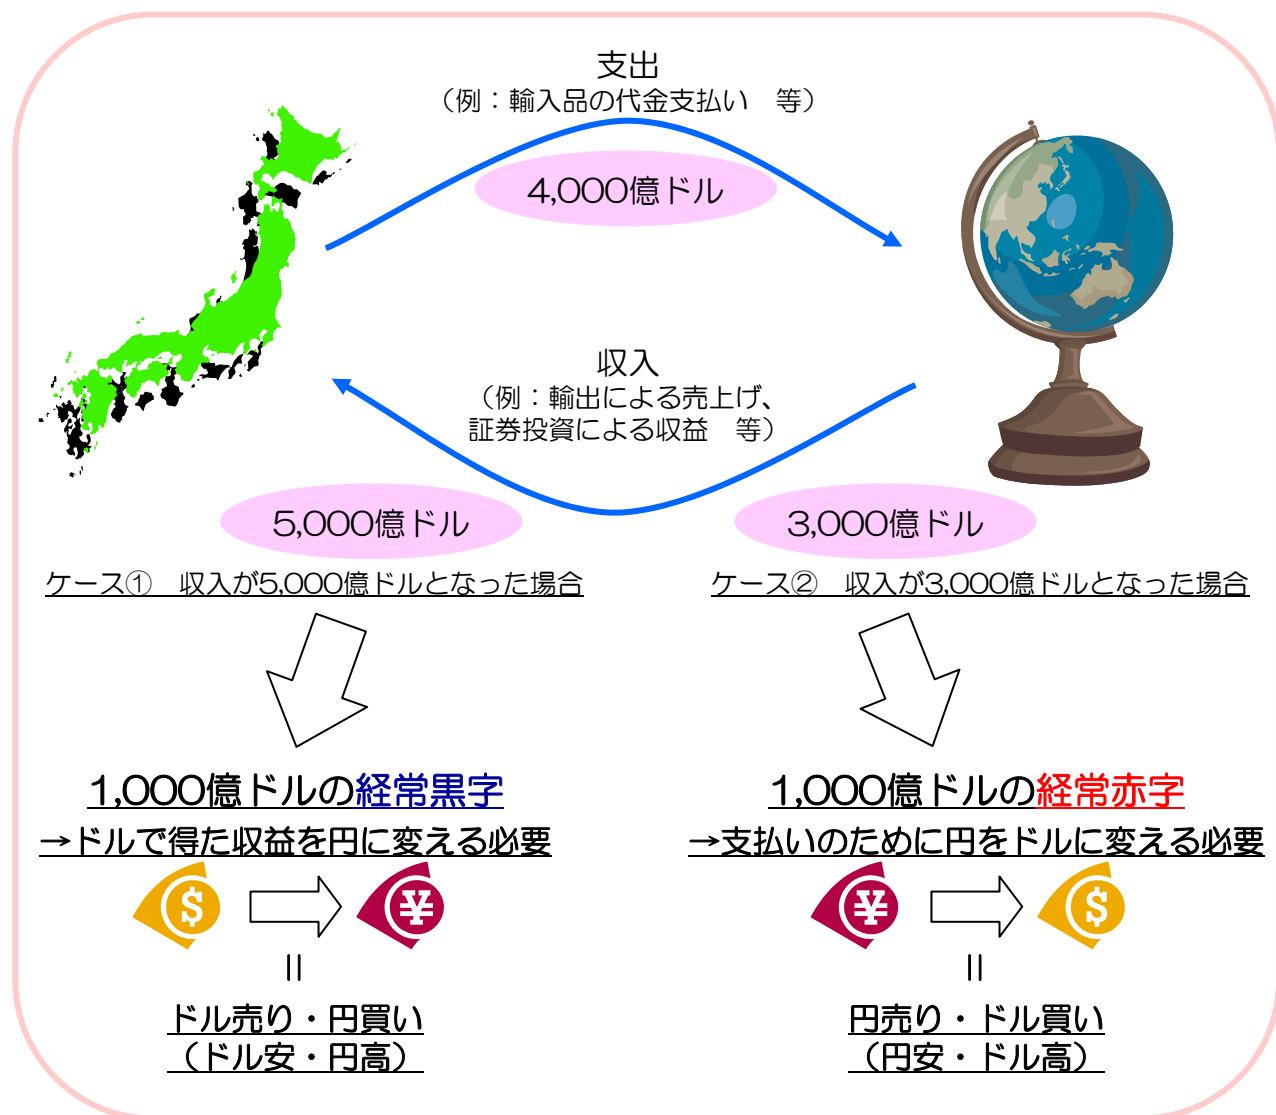 支出
（例：輸入品の代金支払い　等）
4,000億ドル
収入
（例：輸出による売上げ、
証券投資による収益　等）
5,000億ドル
3,000億ドル
ケース①　収入が5,000億ドルとなった場合
ケース②　収入が3,000億ドルとなった場合
1,000億ドルの経常黒字
→ドルで得た収益を円に変える必要
$
¥
||
ドル売り・円買い
（ドル安・円高）
1,000億ドルの経常赤字
→支払いのために円をドルに変える必要
¥
$
||
円売り・ドル買い
（円安・ドル高）